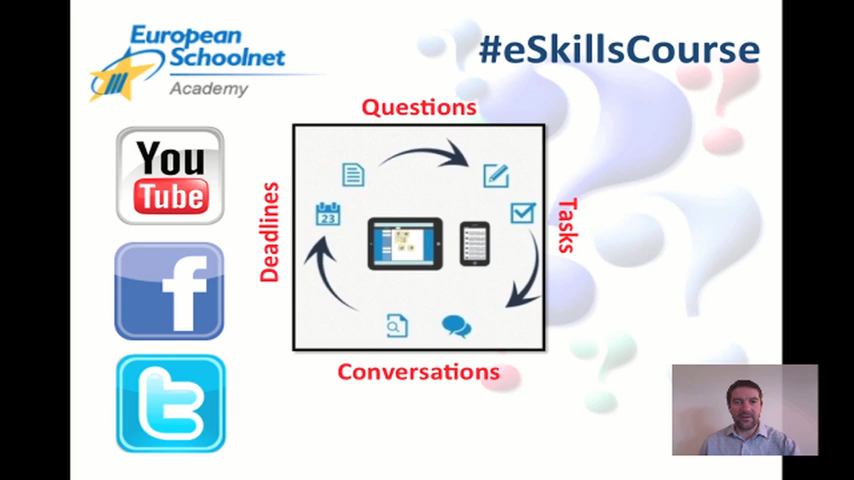 European
Schoolnet
Academy
#eSkillsCourse
Questions
You
Tube
Deadlines
23
Tasks
f
t
Conversations